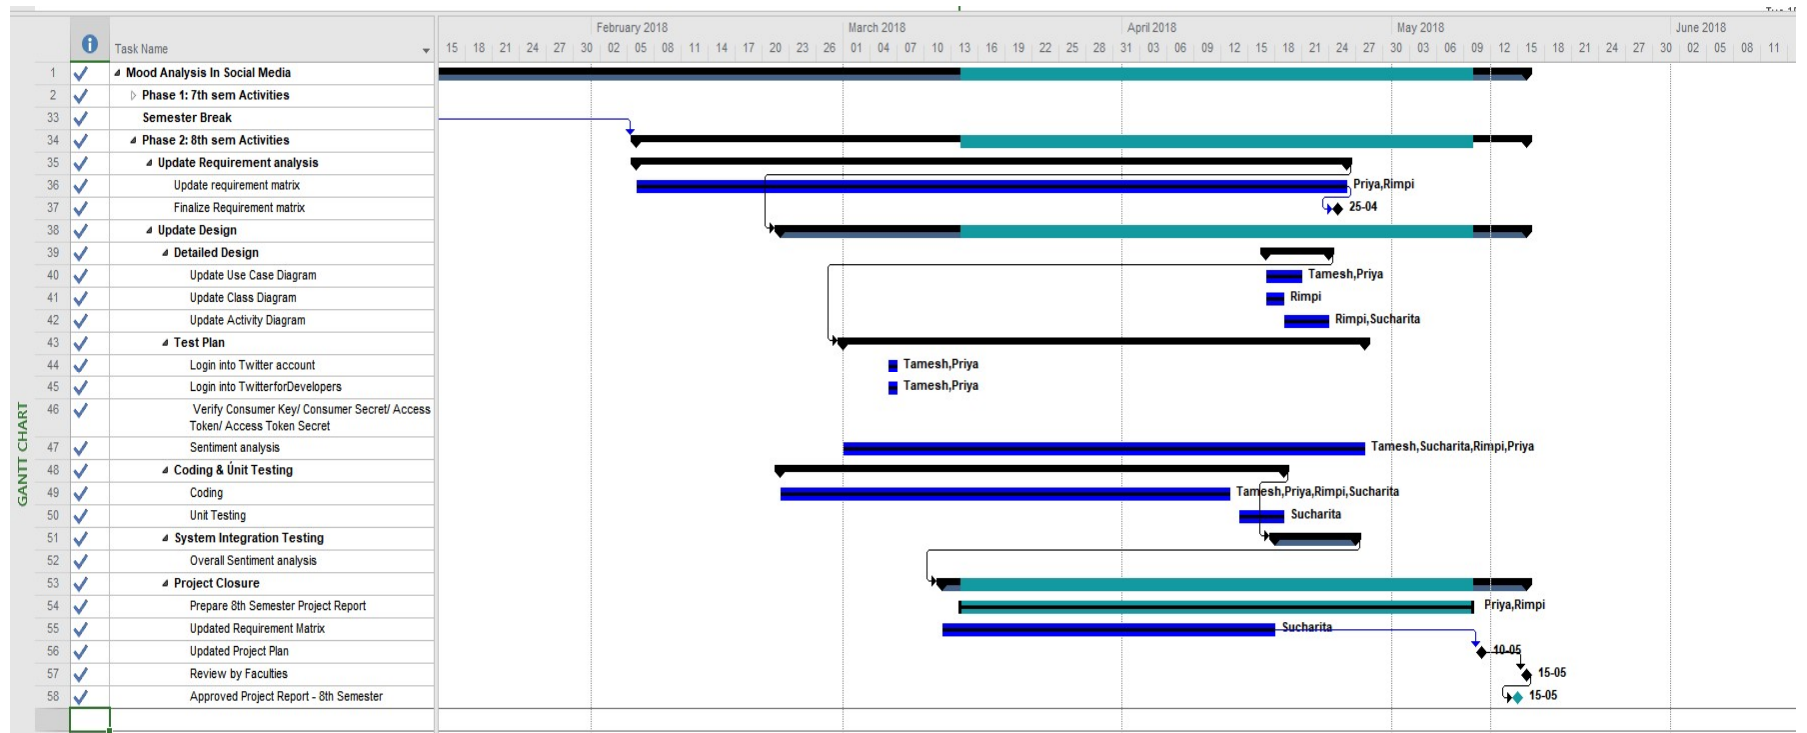 February 2018 March 2018 April 2018 May 2018 June 2018
Task Name 15 18 21 24 27 30 02 05 08 11 14 17 20 23 26 01 04 07 10 13 16 19 22 25 28 31 03 06 09 12 15 18 21 24 27 30 03 06 09 12 15 18 21 24 27 30 02 05 08 11
1 Mood Analysis In Social Media
2 Phase 1: 7th sem Activities
33 Semester Break
34 Phase 2: 8th sem Activities
35 Update Requirement analysis
36 Update requirement matrix Priya,Rimpi
37 Finalize Requirement matrix 25-04
38 Update Design
39 Detailed Design
40 Update Use Case Diagram Tamesh,Priya
41 Update Class Diagram Rimpi
42 Update Activity Diagram Rimpi,Sucharita
43 Test Plan
44 Login into Twitter account Tamesh,Priya
45 Login into TwitterforDevelopers Tamesh,Priya
46 Verify Consumer Key/ Consumer Secret/ Access
Token/ Access Token Secret
47 Sentiment analysis Tamesh,Sucharita,Rimpi,Priya
48 Coding & Únit Testing
49 Coding Tamesh,Priya,Rimpi,Sucharita
50 Unit Testing Sucharita
51 System Integration Testing
52 Overall Sentiment analysis
53 Project Closure
54 Prepare 8th Semester Project Report Priya,Rimpi
55 Updated Requirement Matrix Sucharita
56 Updated Project Plan 10-05
57 Review by Faculties 15-05
58 Approved Project Report - 8th Semester 15-05
GANTT CHART